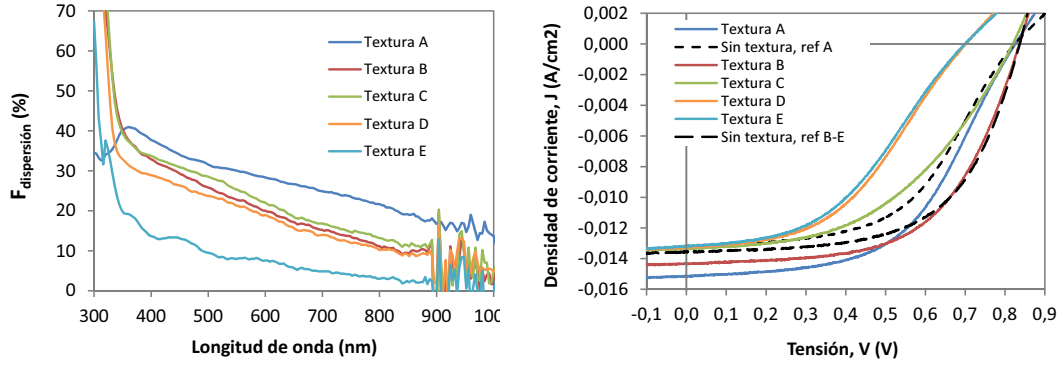 70
60
50
40
30
20
10
0
300 400 500 600 700 800 900 100
F dispersión (%)
Longitud de onda (nm)
Textura A
Textura B
Textura C
Textura D
Textura E
0,002
0,000
-0,002
-0,004
-0,006
-0,008
-0,010
-0,012
-0,014
-0,016
-0,1 0,0 0,1 0,2 0,3 0,4 0,5 0,6 0,7 0,8 0,9
Densidad de corriente, J (A/cm2)
Tensión, V (V)
Textura A
Sin textura, ref A
Textura B
Textura C
Textura D
Textura E
Sin textura, ref B-E